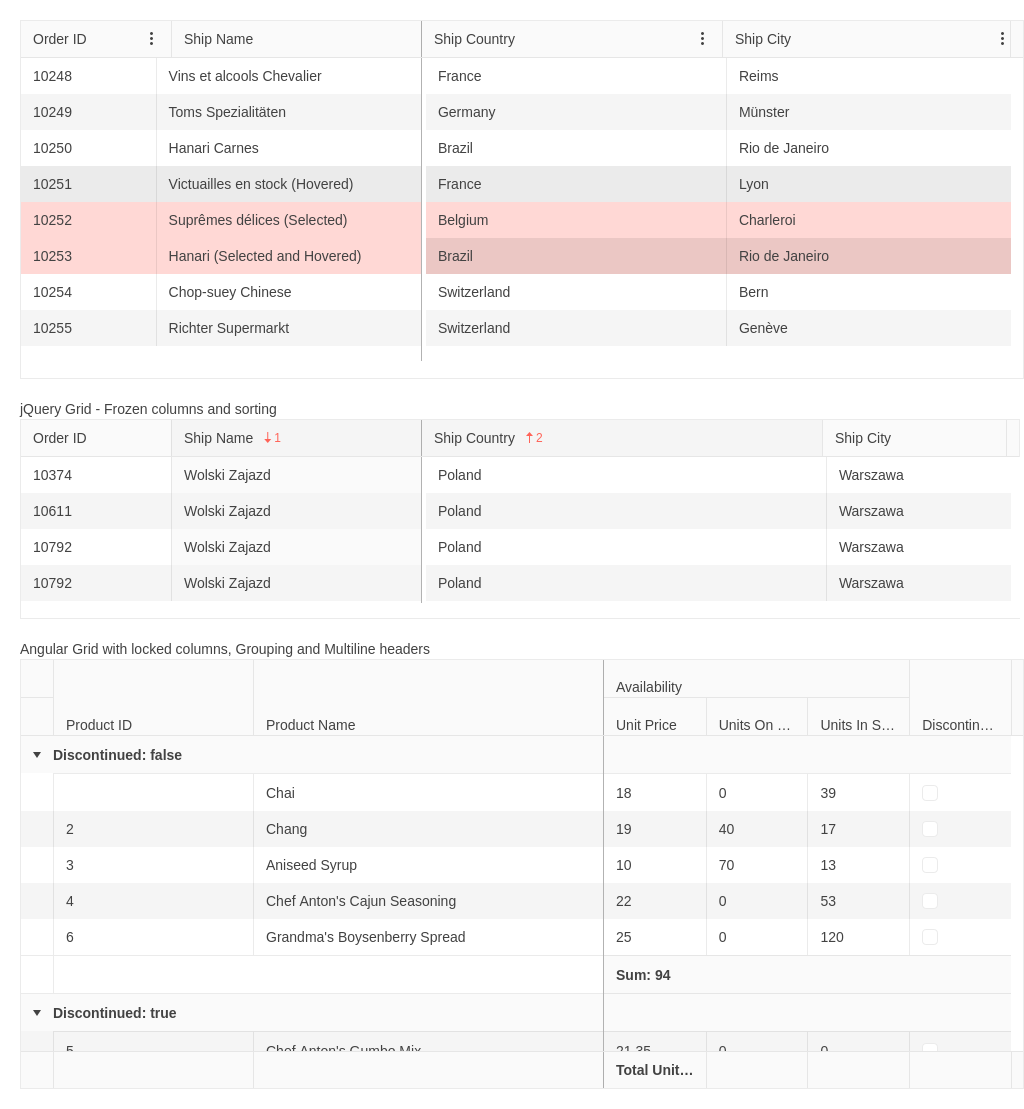 Order ID Ship Name Ship Country Ship City
10248 Vins et alcools Chevalier France Reims
10249 Toms Spezialitäten Germany Münster
10250 Hanari Carnes Brazil Rio de Janeiro
10251 Victuailles en stock (Hovered) France Lyon
10252 Suprêmes délices (Selected) Belgium Charleroi
10253 Hanari (Selected and Hovered) Brazil Rio de Janeiro
10254 Chop-suey Chinese Switzerland Bern
10255 Richter Supermarkt Switzerland Genève
jQuery Grid - Frozen columns and sorting
Order ID Ship Name 1 Ship Country 2 Ship City
10374 Wolski Zajazd Poland Warszawa
10611 Wolski Zajazd Poland Warszawa
10792 Wolski Zajazd Poland Warszawa
10792 Wolski Zajazd Poland Warszawa
Angular Grid with locked columns, Grouping and Multiline headers
Availability
Product ID Product Name Unit Price Units On ... Units In S... Discontin...
Discontinued: false
Chai 18 0 39
2 Chang 19 40 17
3 Aniseed Syrup 10 70 13
4 Chef Anton's Cajun Seasoning 22 0 53
6 Grandma's Boysenberry Spread 25 0 120
Sum: 94
Discontinued: true
5 Chef Anton's Gumbo Mix 21.35 0 0
Total Unit...